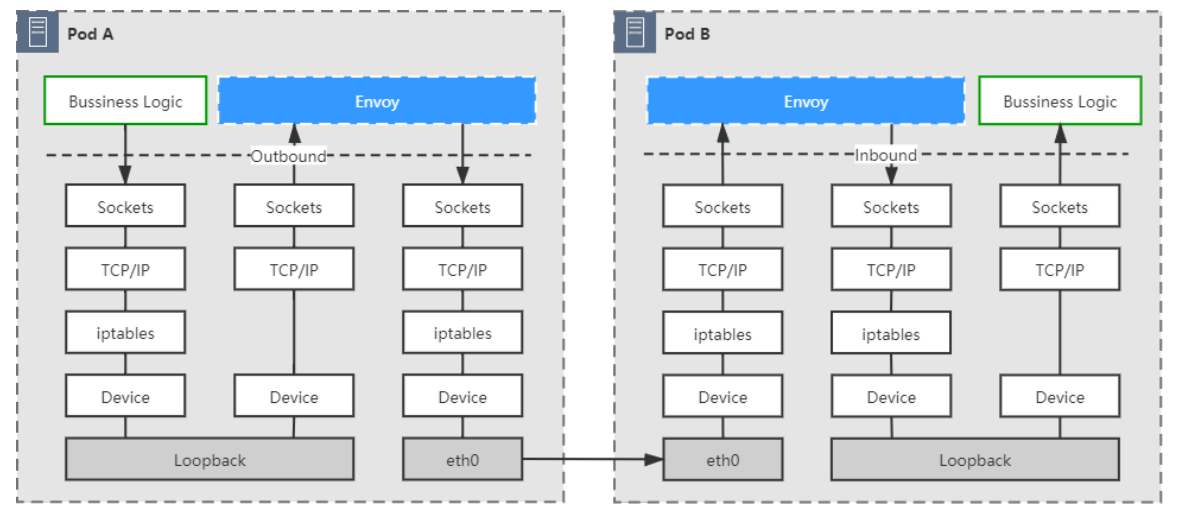 Pod A
Bussiness Logic
Envoy
Outbound
Sockets
Sockets
Sockets
TCP/IP
TCP/IP
TCP/IP
iptables
iptables
Device
Device
Device
Loopback
eth0
Pod B
Envoy
Bussiness Logic
Inbound
Sockets
Sockets
Sockets
TCP/IP
TCP/IP
TCP/IP
iptables
iptables
Device
Device
Device
eth0
Loopback